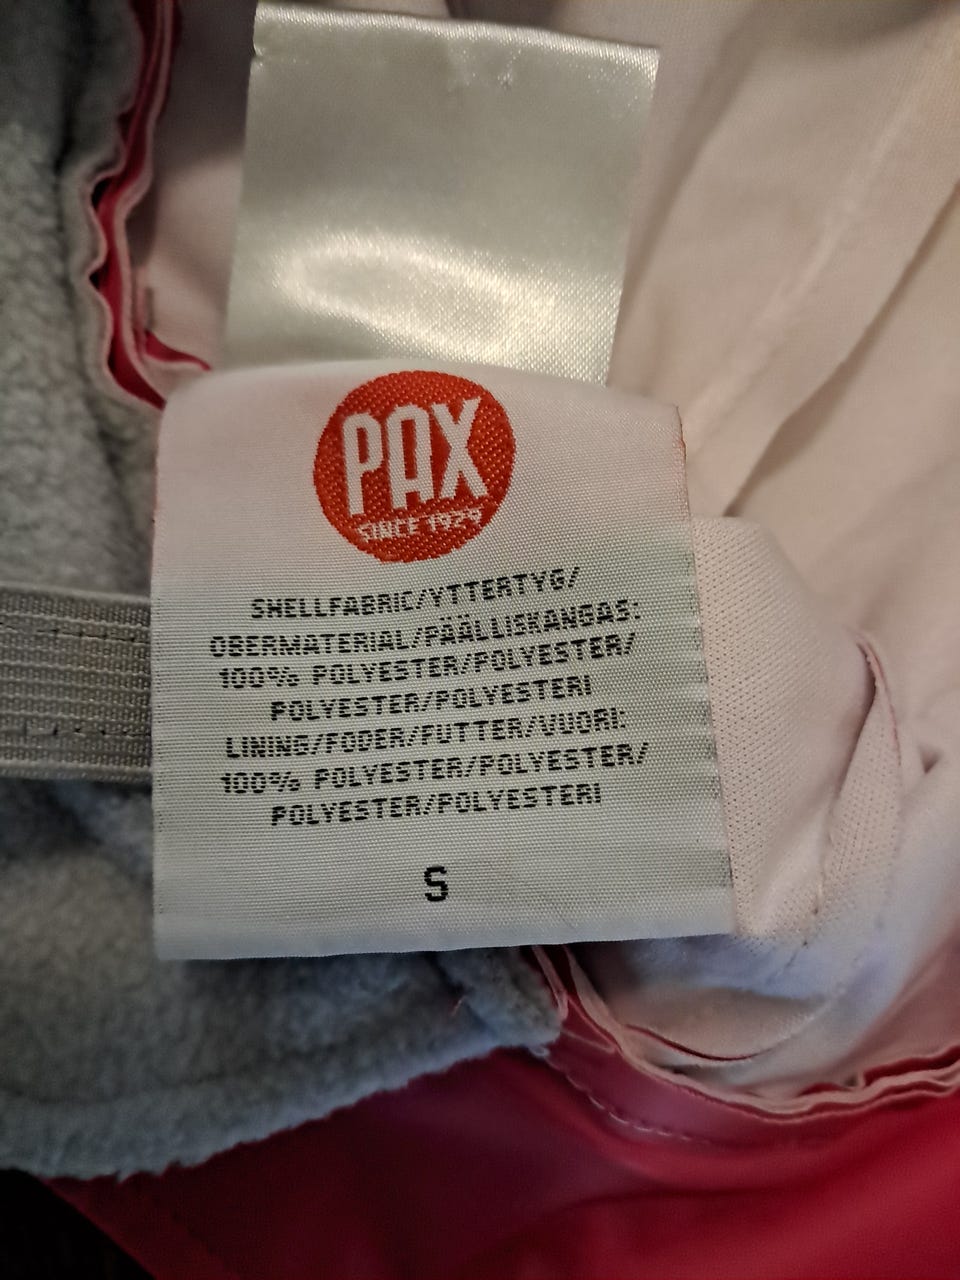 PAX
SINCE 1929
SHELLFABRIC/YTTERTYG/
OBERMATERIAL/PÄÄLLISKANGAS:
100% POLYESTER/POLYESTER/
POLYESTER/POLYESTERI
LINING/FODER/FUTTER/VUORI:
100% POLYESTER/POLYESTER/
POLYESTER/POLYESTERI
S